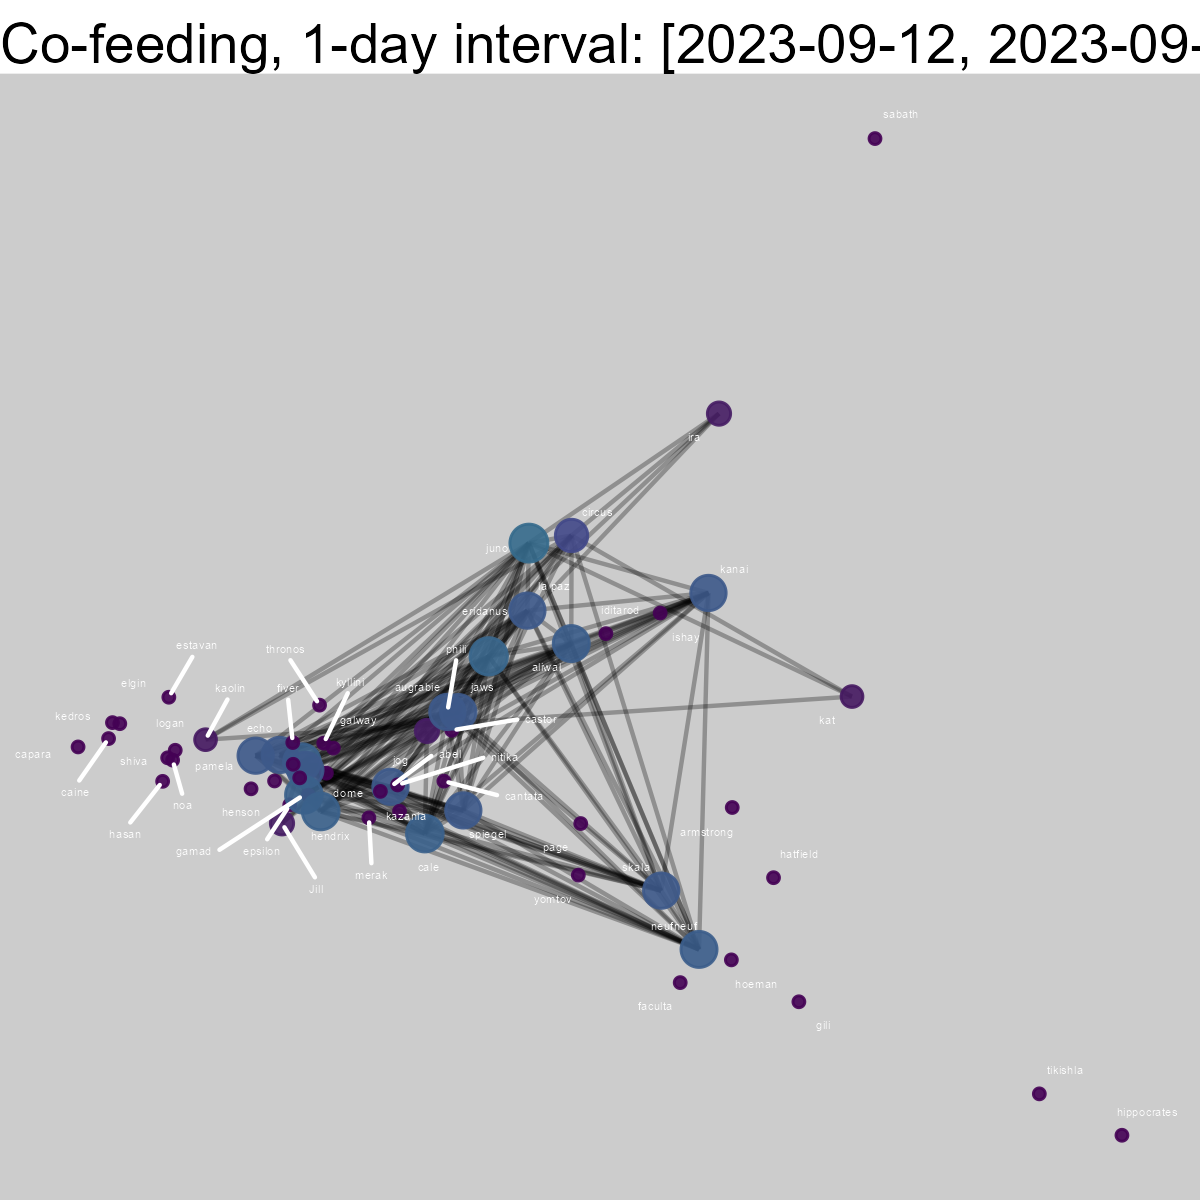 Co-feeding, 1-day interval: [2023-09-12, 2023-09-
sabath
ira
circus
juno
kanai
la paz
eridanus
iditarod
ishay
estavan
thronos
phili
aliwal
elgin
kaolin
fiver
kyllini
augrabie
jaws
kedros
logan
echo
galway
castor
kat
capara
shiva
pamela
jog
abel
nitika
caine
noa
dome
cantata
henson
kazania
hasan
hendrix
spiegel
armstrong
gamad
epsilon
page
hatfield
cale
skala
merak
Jill
yomtov
neufneuf
hoeman
faculta
gili
tikishla
hippocrates